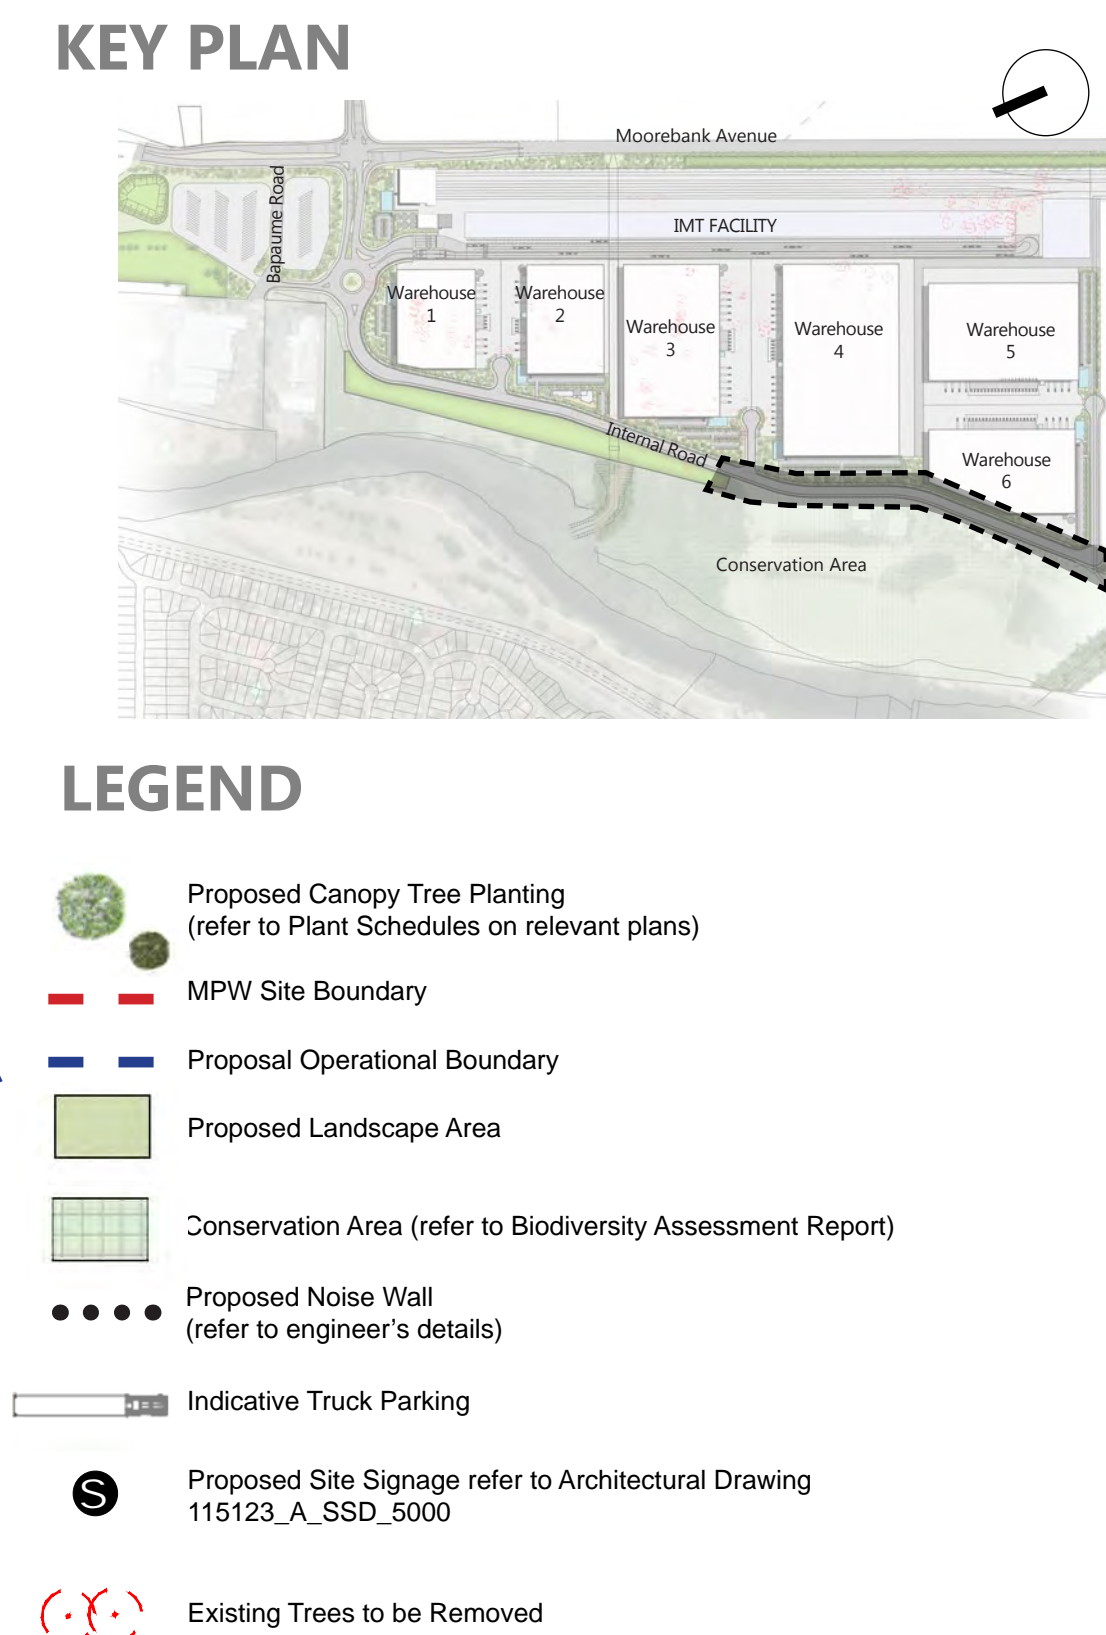 KEY PLAN
Moorebank Avenue
Bapaume Road
IMT FACILITY
Warehouse
1
Warehouse
2
Warehouse
3
Warehouse
4
Warehouse
5
Warehouse
6
Internal Road
Conservation Area
LEGEND
Proposed Canopy Tree Planting
(refer to Plant Schedules on relevant plans)
MPW Site Boundary
Proposal Operational Boundary
Proposed Landscape Area
Conservation Area (refer to Biodiversity Assessment Report)
Proposed Noise Wall
(refer to engineer's details)
Indicative Truck Parking
S
Proposed Site Signage refer to Architectural Drawing
115123_A_SSD_5000
Existing Trees to be Removed